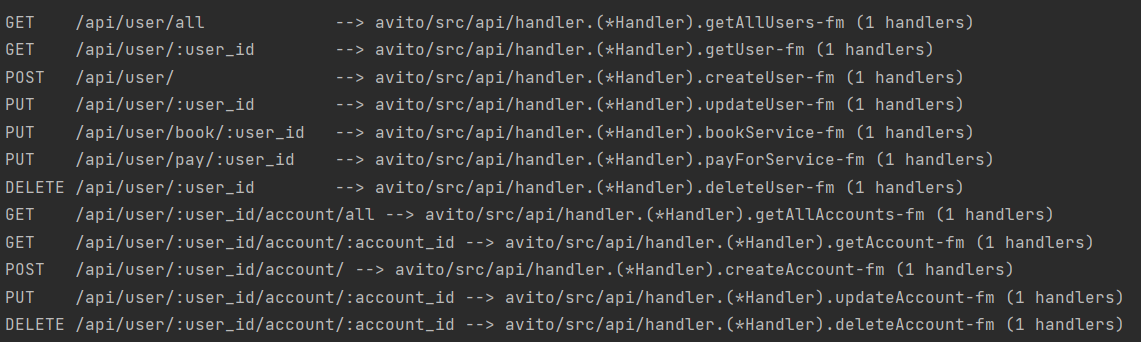 GET    /api/user/all             --> avito/src/api/handler.(*Handler).getAllUsers-fm (1 handlers)
GET    /api/user/:user_id        --> avito/src/api/handler.(*Handler).getUser-fm (1 handlers)
POST   /api/user/                --> avito/src/api/handler.(*Handler).createUser-fm (1 handlers)
PUT    /api/user/:user_id        --> avito/src/api/handler.(*Handler).updateUser-fm (1 handlers)
PUT    /api/user/book/:user_id   --> avito/src/api/handler.(*Handler).bookService-fm (1 handlers)
PUT    /api/user/pay/:user_id    --> avito/src/api/handler.(*Handler).payForService-fm (1 handlers)
DELETE /api/user/:user_id        --> avito/src/api/handler.(*Handler).deleteUser-fm (1 handlers)
GET    /api/user/:user_id/account/all --> avito/src/api/handler.(*Handler).getAllAccounts-fm (1 handlers)
GET    /api/user/:user_id/account/:account_id --> avito/src/api/handler.(*Handler).getAccount-fm (1 handlers)
POST   /api/user/:user_id/account/ --> avito/src/api/handler.(*Handler).createAccount-fm (1 handlers)
PUT    /api/user/:user_id/account/:account_id --> avito/src/api/handler.(*Handler).updateAccount-fm (1 handlers)
DELETE /api/user/:user_id/account/:account_id --> avito/src/api/handler.(*Handler).deleteAccount-fm (1 handlers)